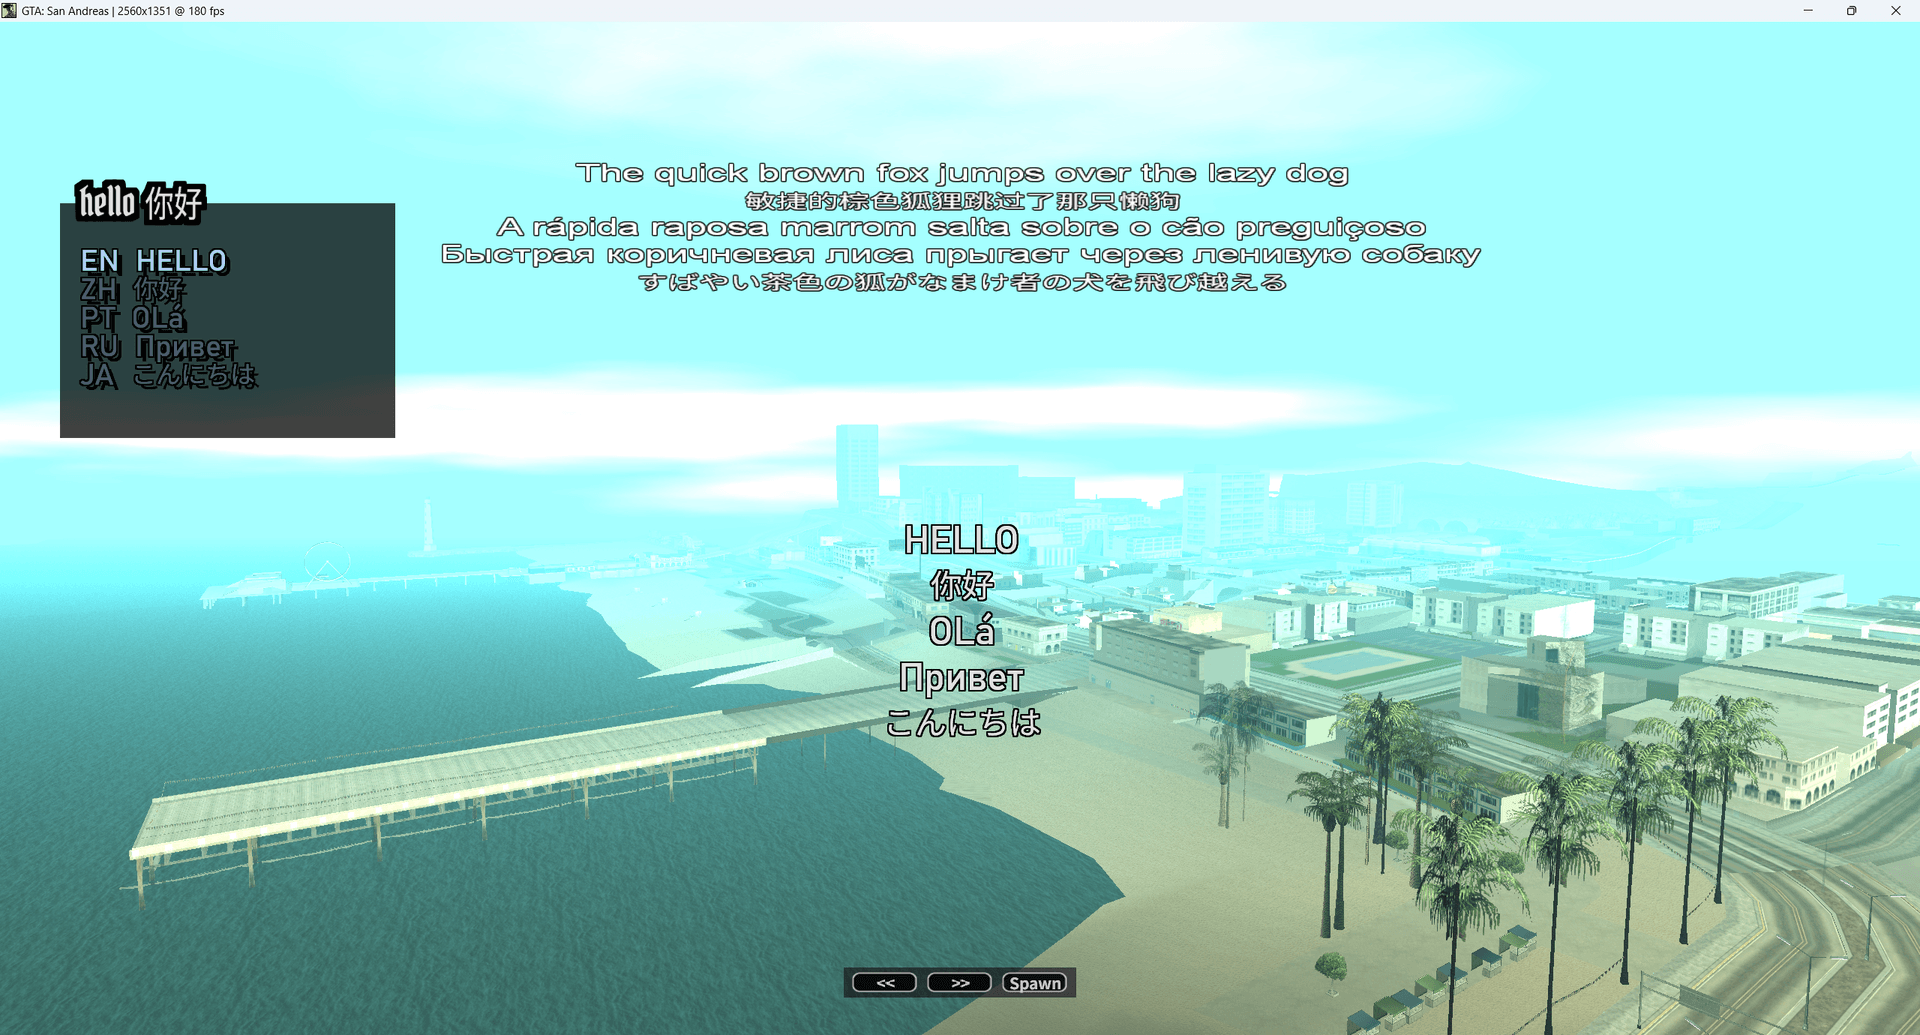 GTA: San Andreas | 2560x1351 @ 180 fps
The quick brown fox jumps over the lazy dog
敏捷的棕色狐狸跳过了那只懒狗
A rápida raposa marrom salta sobre o cão preguiçoso
Быстрая коричневая лиса прыгает через ленивую собаку
すばやい茶色の狐がなまけ者の犬を飛び越える
hello 你好
EN HELLO
ZH 你好
PT OLá
RU Привет
JA こんにちは
HELLO
你好
OLá
Привет
こんにちは
<< >> Spawn